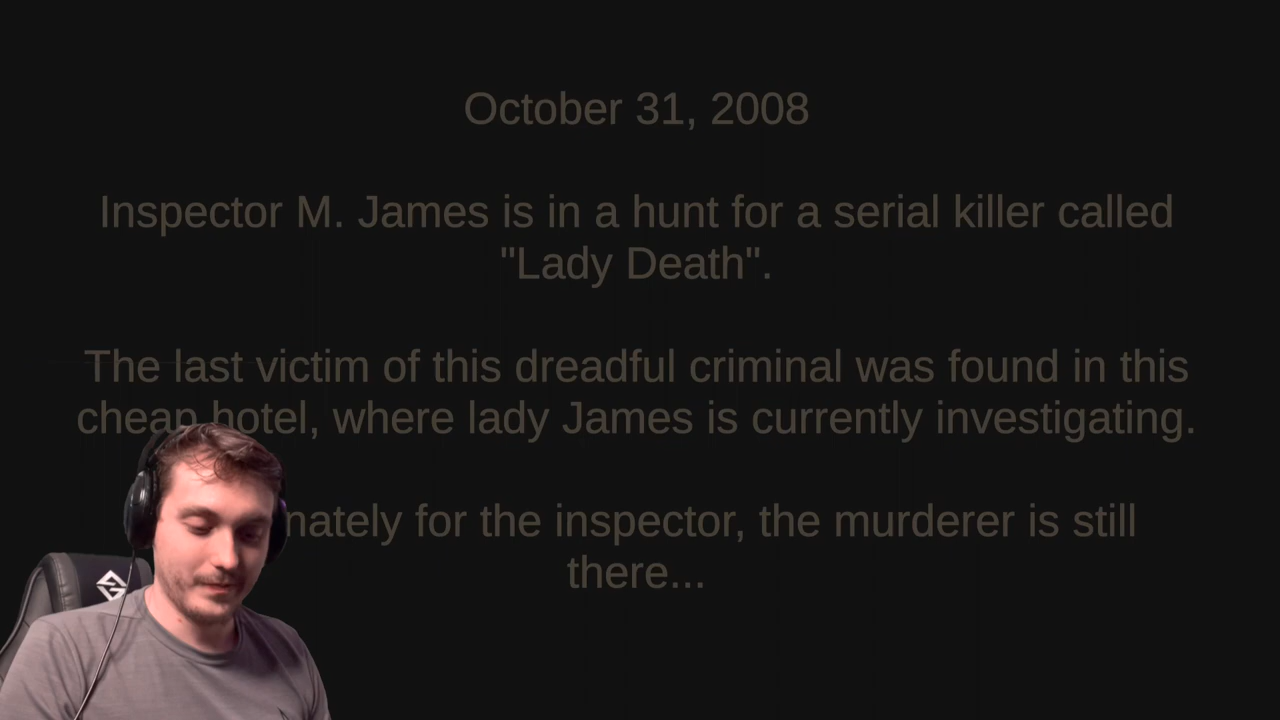 October 31, 2008
Inspector M. James is in a hunt for a serial killer called
"Lady Death".
The last victim of this dreadful criminal was found in this
cheap hotel, where lady James is currently investigating.
for the inspector, the murderer is still
there...